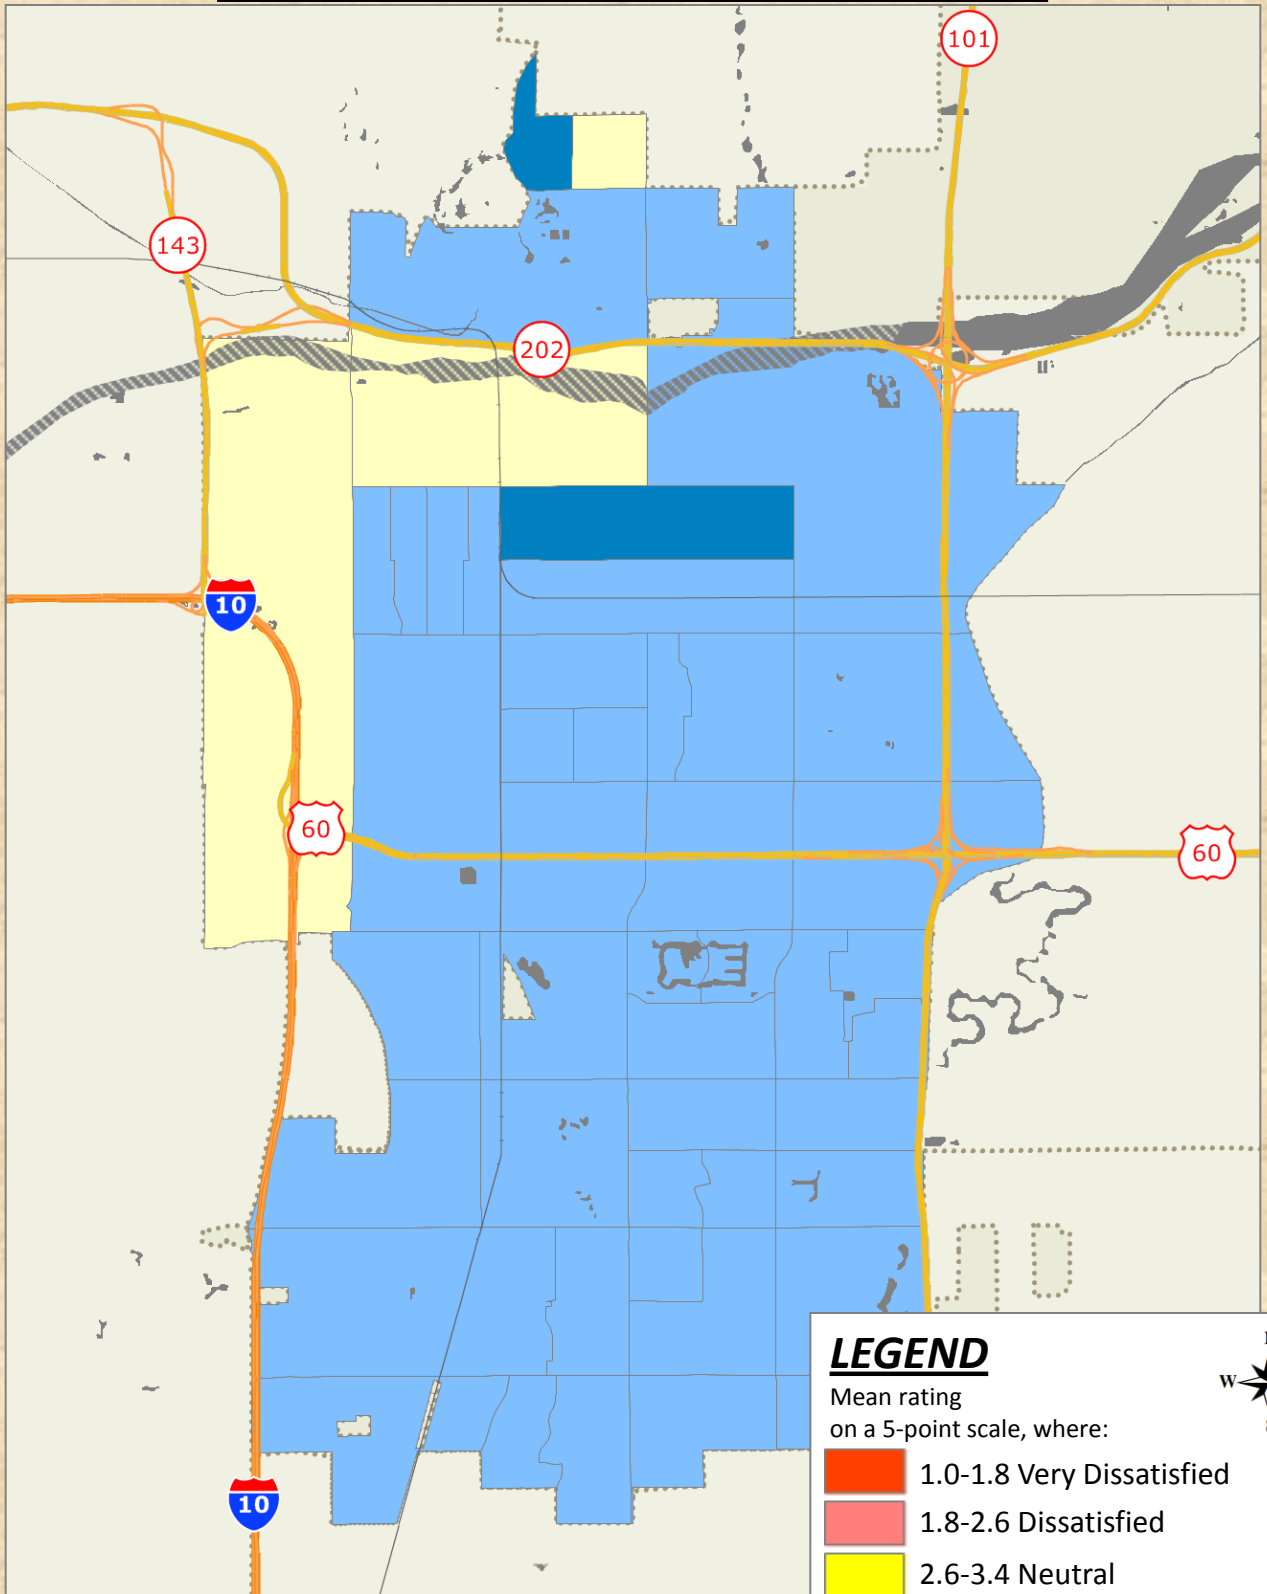 101
143
202
10
60
60
10
LEGEND
Mean rating
on a 5-point scale, where:
W
1.0-1.8 Very Dissatisfied
1.8-2.6 Dissatisfied
2.6-3.4 Neutral